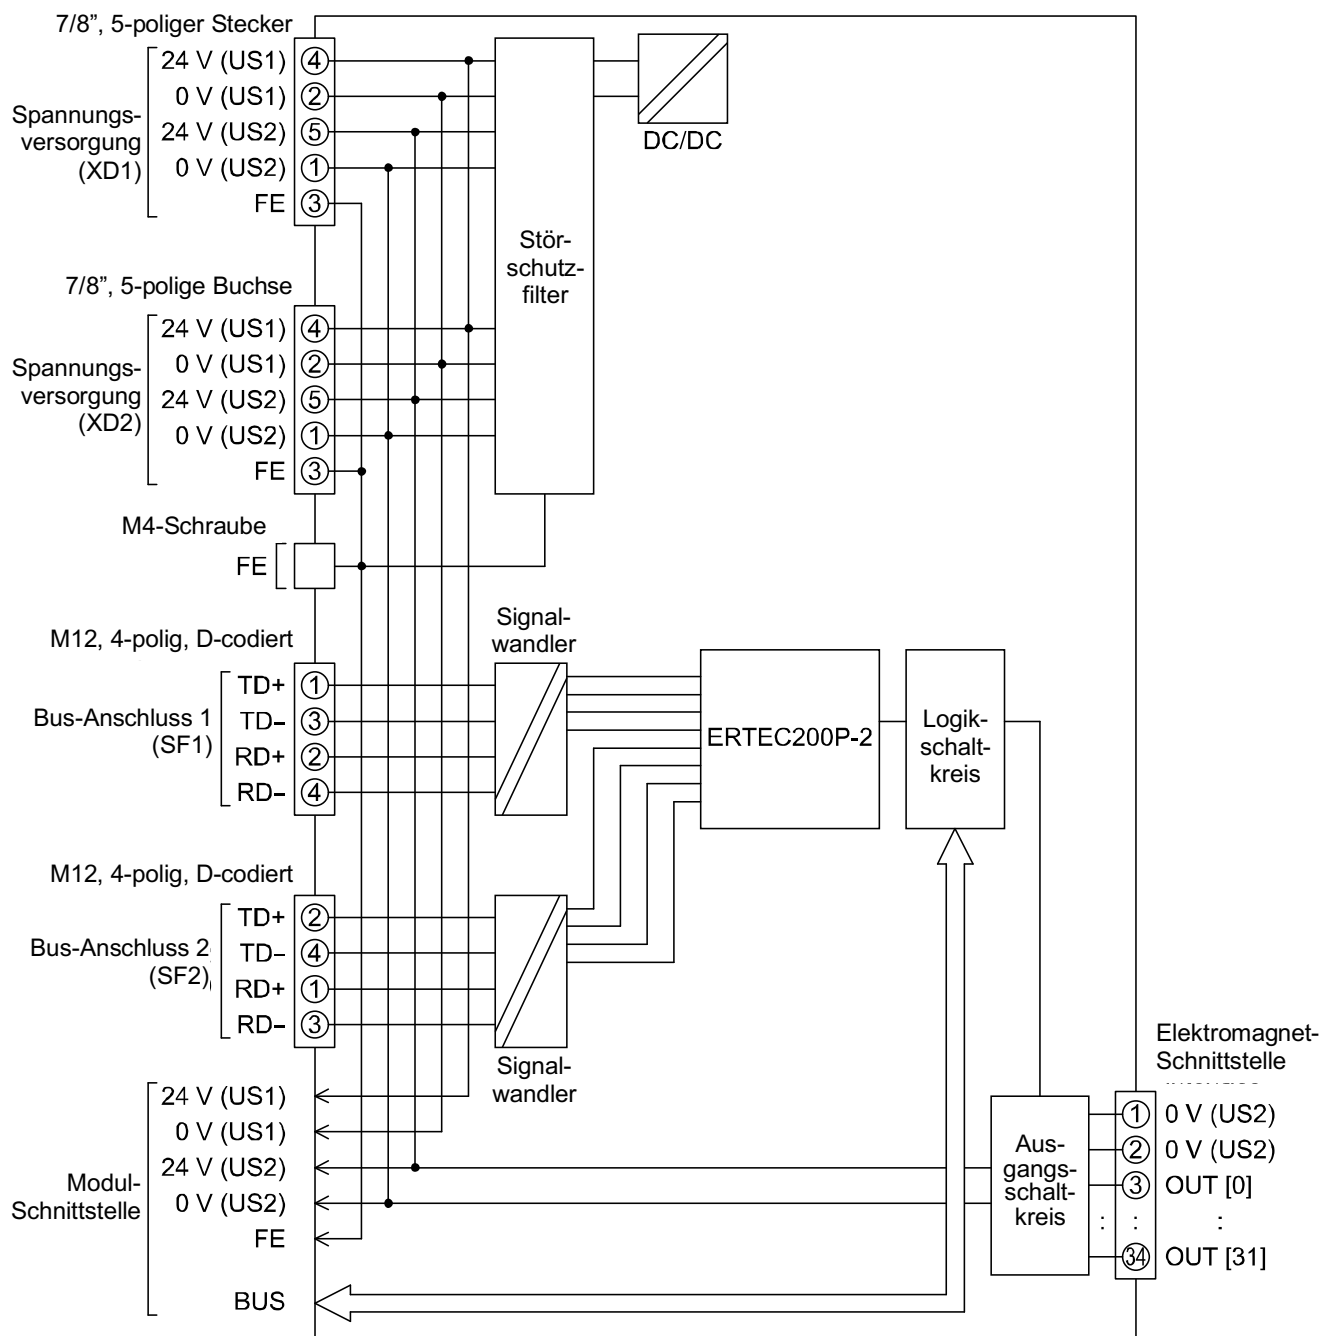 7/8”, 5-poliger Stecker
Spannungs-
versorgung
(XD1)
24 V (US1) 4
0 V (US1) 2
24 V (US2) 5
0 V (US2) 1
FE 3
Stör-
schutz-
filter
DC/DC
7/8”, 5-polige Buchse
Spannungs-
versorgung
(XD2)
24 V (US1) 4
0 V (US1) 2
24 V (US2) 5
0 V (US2) 1
FE 3
M4-Schraube
FE
M12, 4-polig, D-codiert
Bus-Anschluss 1
(SF1)
TD+ 1
TD– 3
RD+ 2
RD– 4
Signal-
wandler
ERTEC200P-2
Logik-
schalt-
kreis
M12, 4-polig, D-codiert
Bus-Anschluss 2
(SF2)
TD+ 2
TD– 4
RD+ 1
RD– 3
Signal-
wandler
Modul-
Schnittstelle
24 V (US1)
0 V (US1)
24 V (US2)
0 V (US2)
FE
BUS
Aus-
gangs-
schalt-
kreis
Elektromagnet-
Schnittstelle
1 0 V (US2)
2 0 V (US2)
3 OUT [0]
: : :
34 OUT [31]